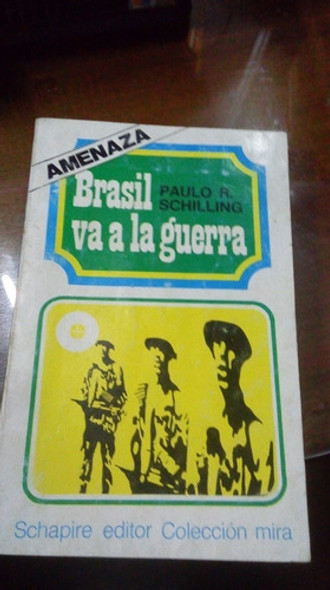 AMENAZA
Brasil
PAULO R.
SCHILLING
va a la guerra
Schapire editor Colección mira